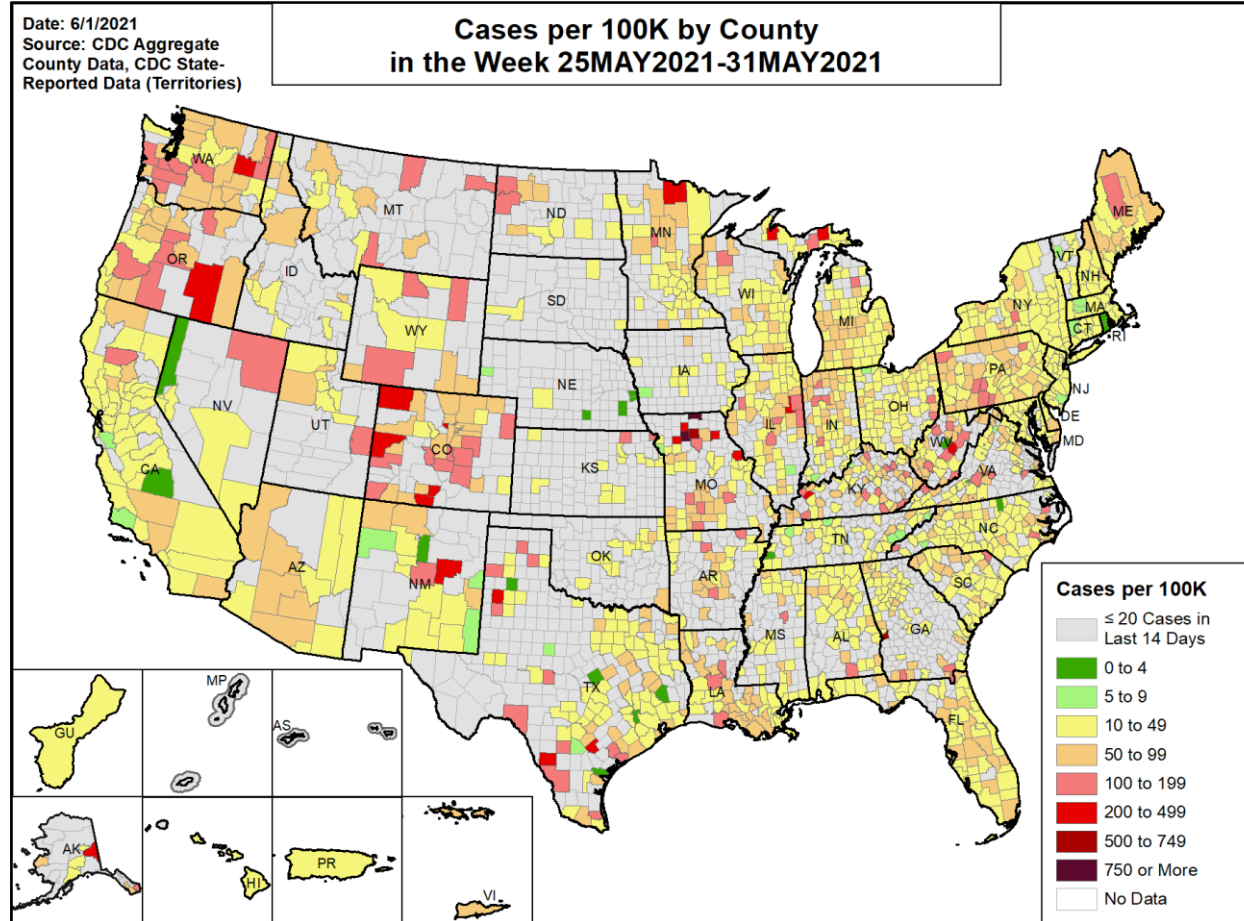 Date: 6/1/2021
Source: CDC Aggregate
County Data, CDC State-
Reported Data (Territories)
Cases per 100K by County
in the Week 25MAY2021-31MAY2021
WA
MT
ND
MN
ME
OR
ID
SD
WI
MI
VT
NH
NY
MA
CT
RI
WY
IA
NE
PA
NJ
NV
UT
CO
IL
IN
OH
DE
MD
WV
VA
CA
KS
MO
KY
NC
AZ
NM
OK
AR
TN
SC
MS
AL
GA
TX
LA
FL
GU
MP
AS
AK
HI
PR
VI
Cases per 100K
≤ 20 Cases in
Last 14 Days
0 to 4
5 to 9
10 to 49
50 to 99
100 to 199
200 to 499
500 to 749
750 or More
No Data